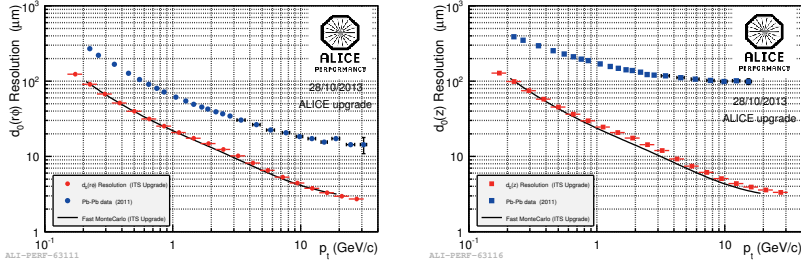 d₀(rφ) Resolution (μm)
10³
10²
10
1
ALICE
PERFORMANCE
28/10/2013
ALICE upgrade
d₀(rφ) Resolution (ITS Upgrade)
Pb-Pb data (2011)
Fast MonteCarlo (ITS Upgrade)
10⁻¹ 1 10
pₜ (GeV/c)
ALI-PERF-63111
d₀(z) Resolution (μm)
10³
10²
10
1
ALICE
PERFORMANCE
28/10/2013
ALICE upgrade
d₀(z) Resolution (ITS Upgrade)
Pb-Pb data (2011)
Fast MonteCarlo (ITS Upgrade)
10⁻¹ 1 10
pₜ (GeV/c)
ALI-PERF-63116